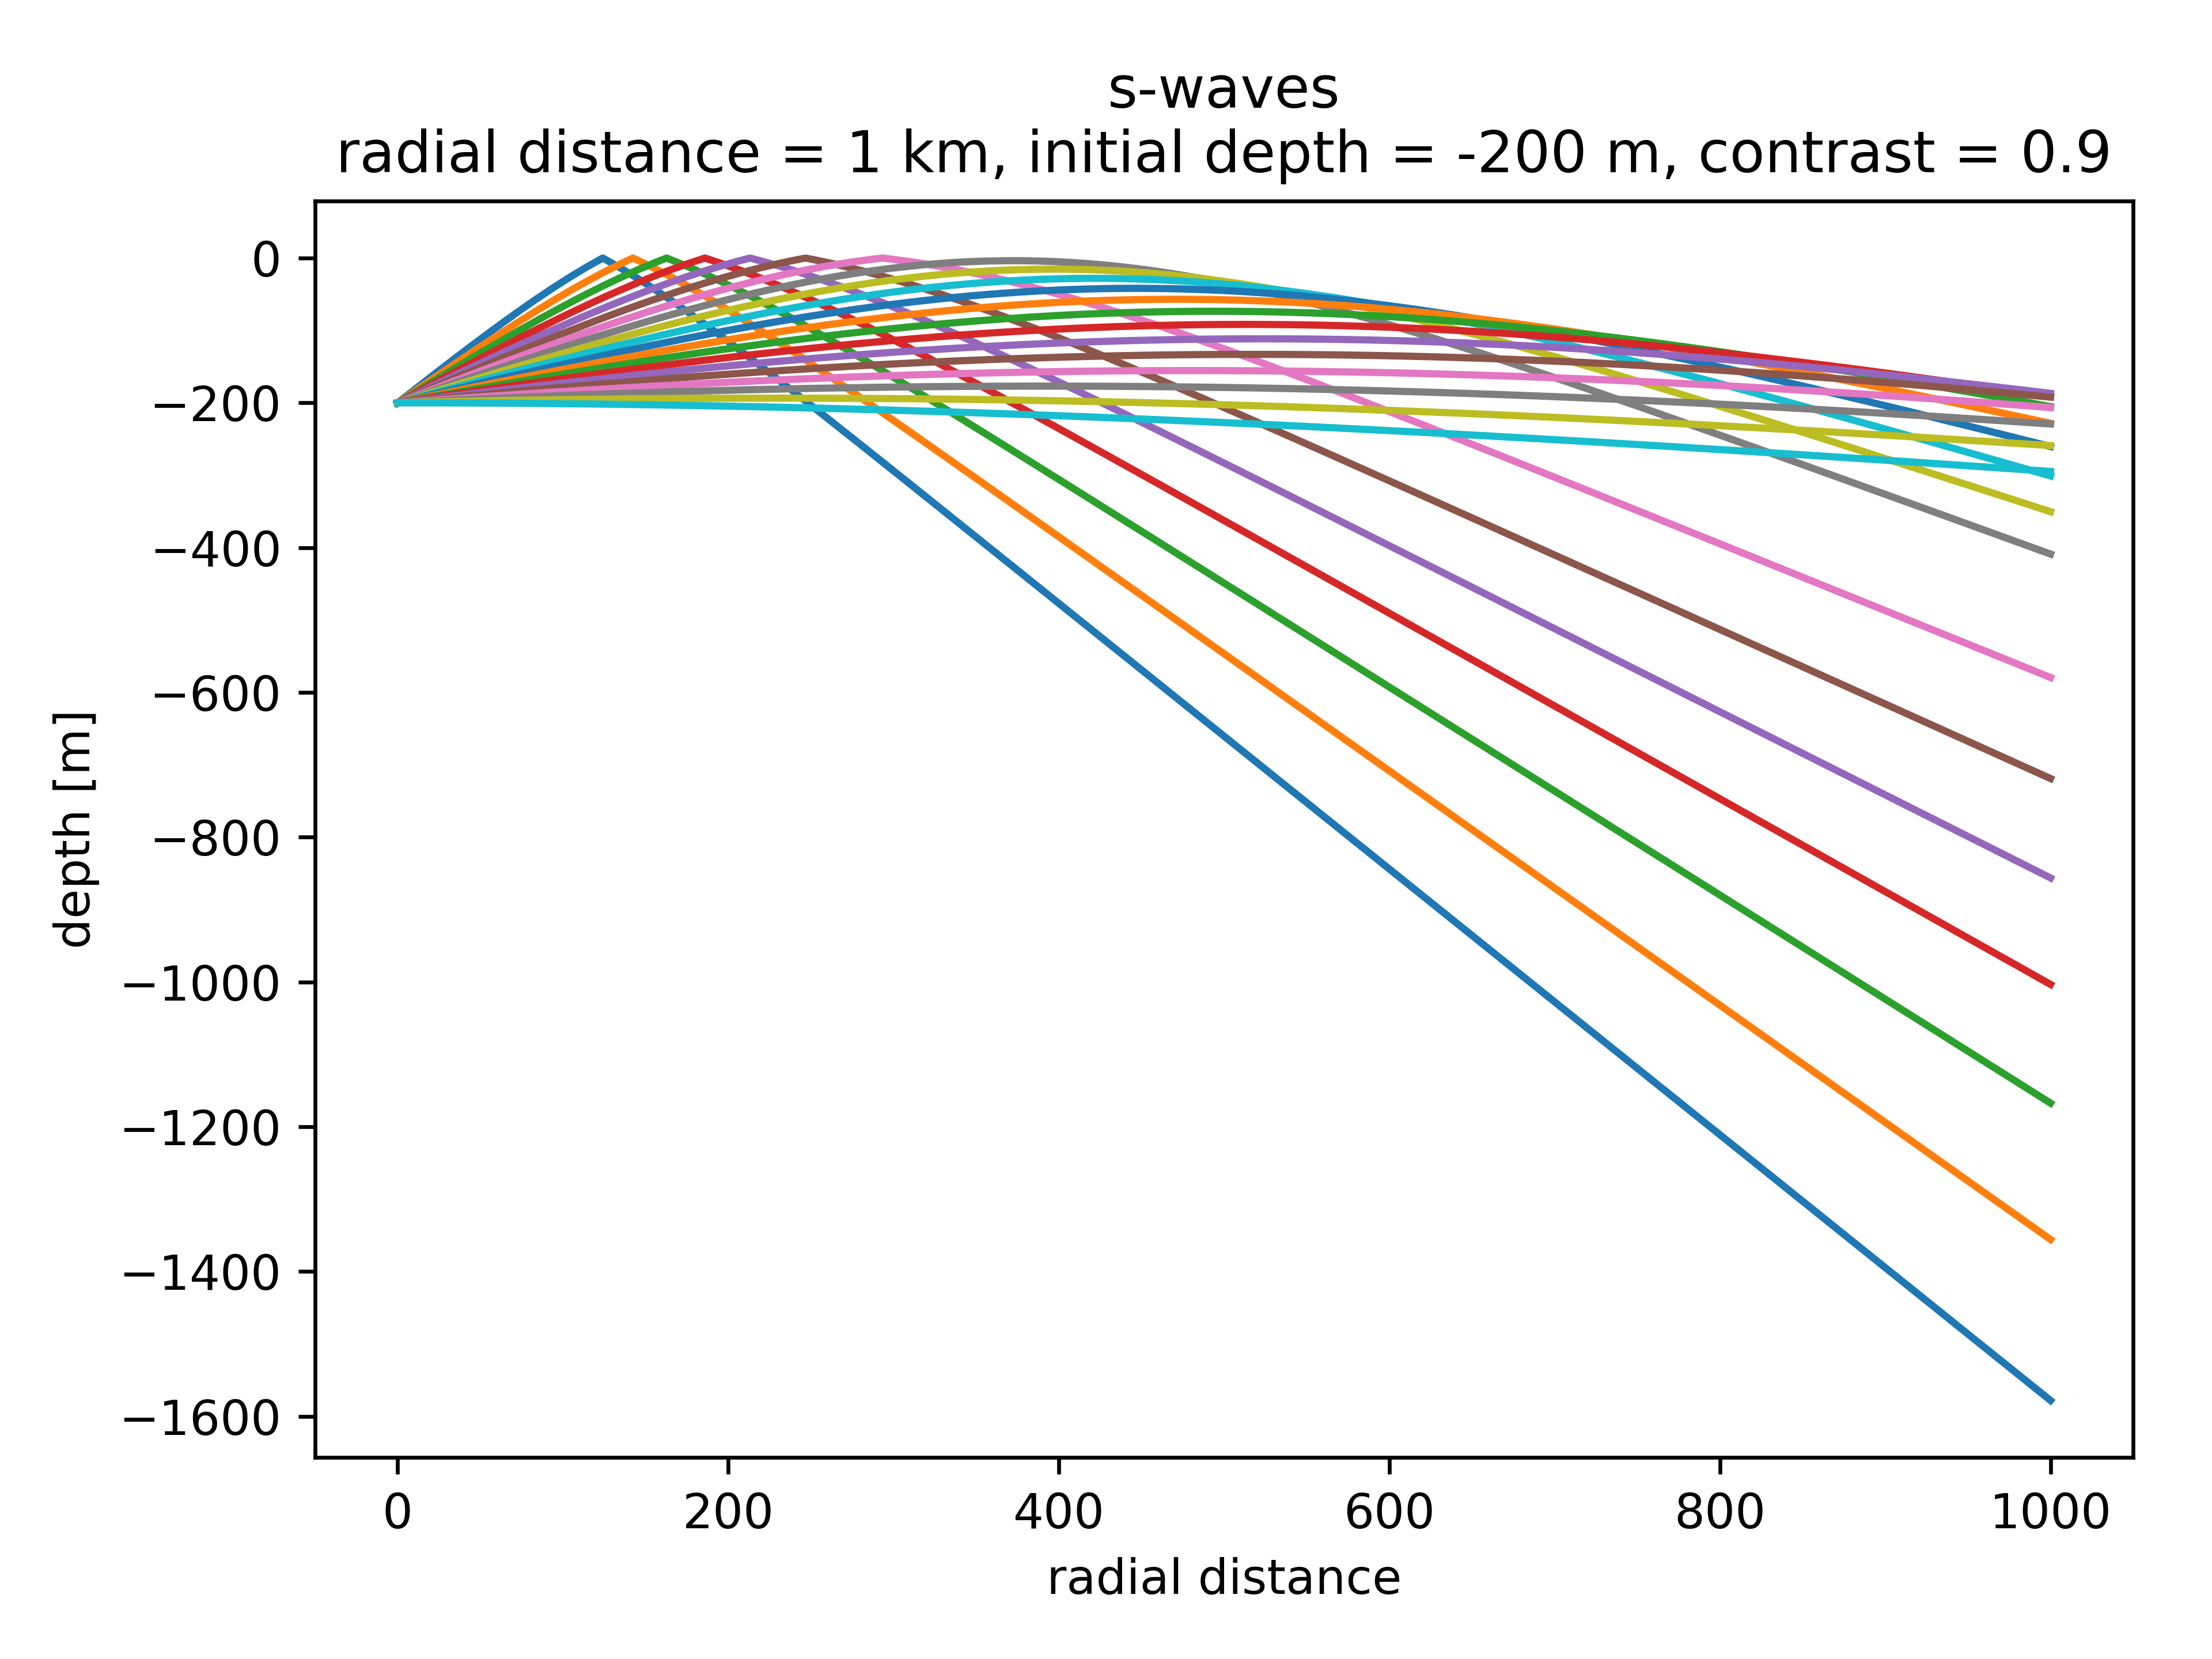 s-waves
radial distance = 1 km, initial depth = -200 m, contrast = 0.9
0
−200
−400
−600
−800
−1000
−1200
−1400
−1600
depth [m]
0 200 400 600 800 1000
radial distance